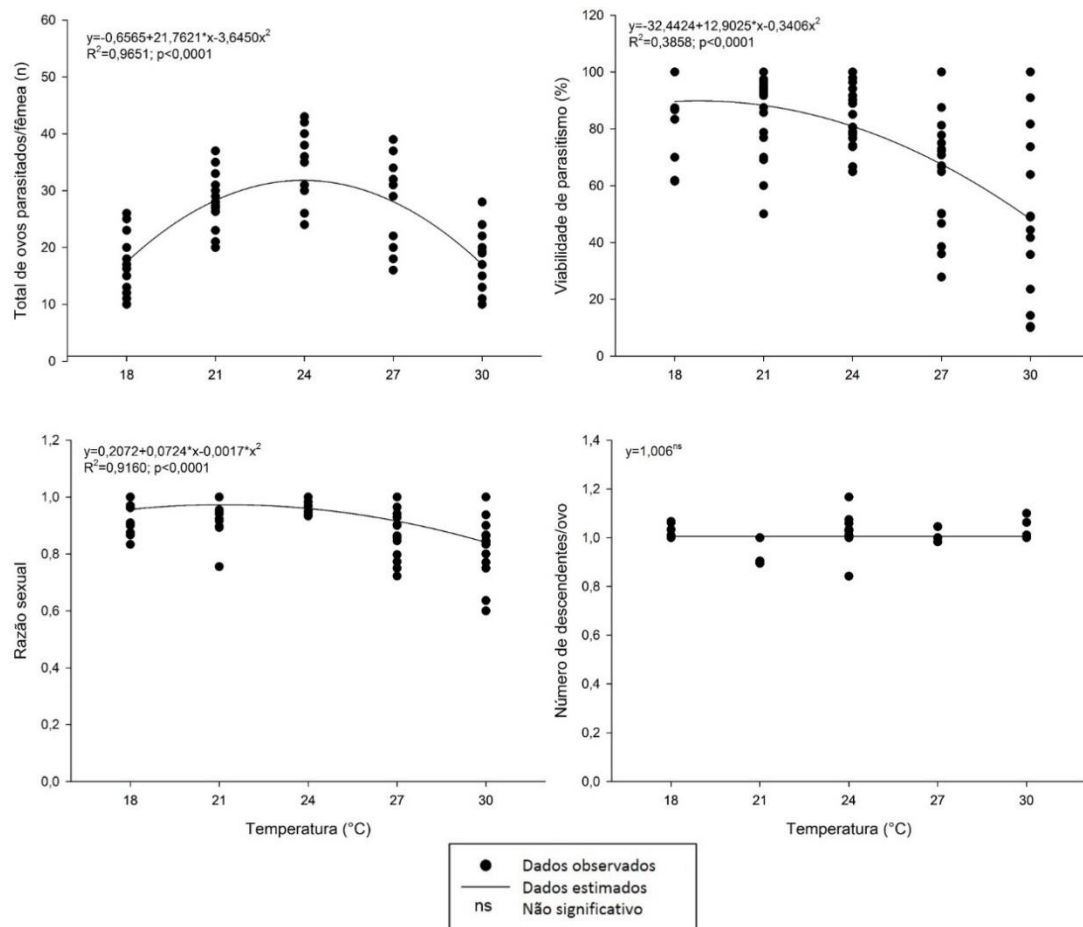 y=-0,6565+21,7621*x-3,6450x²
R²=0,9651; p<0,0001
Total de ovos parasitados/fêmea (n)
60
50
40
30
20
10
0
18 21 24 27 30
y=-32,4424+12,9025*x-0,3406x²
R²=0,3858; p<0,0001
Viabilidade de parasitismo (%)
120
100
80
60
40
20
0
18 21 24 27 30
y=0,2072+0,0724*x-0,0017*x²
R²=0,9160; p<0,0001
Razão sexual
1,2
1,0
0,8
0,6
0,4
0,2
0,0
18 21 24 27 30
Temperatura (°C)
y=1,006ⁿˢ
Número de descendentes/ovo
1,4
1,2
1,0
0,8
0,6
0,4
0,2
0,0
18 21 24 27 30
Temperatura (°C)
Dados observados
Dados estimados
ns Não significativo